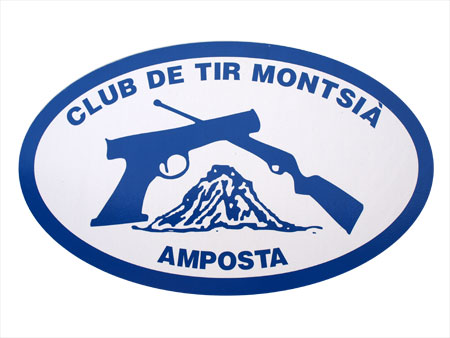 CLUB DE TIR MONTSIÀ
AMPOSTA